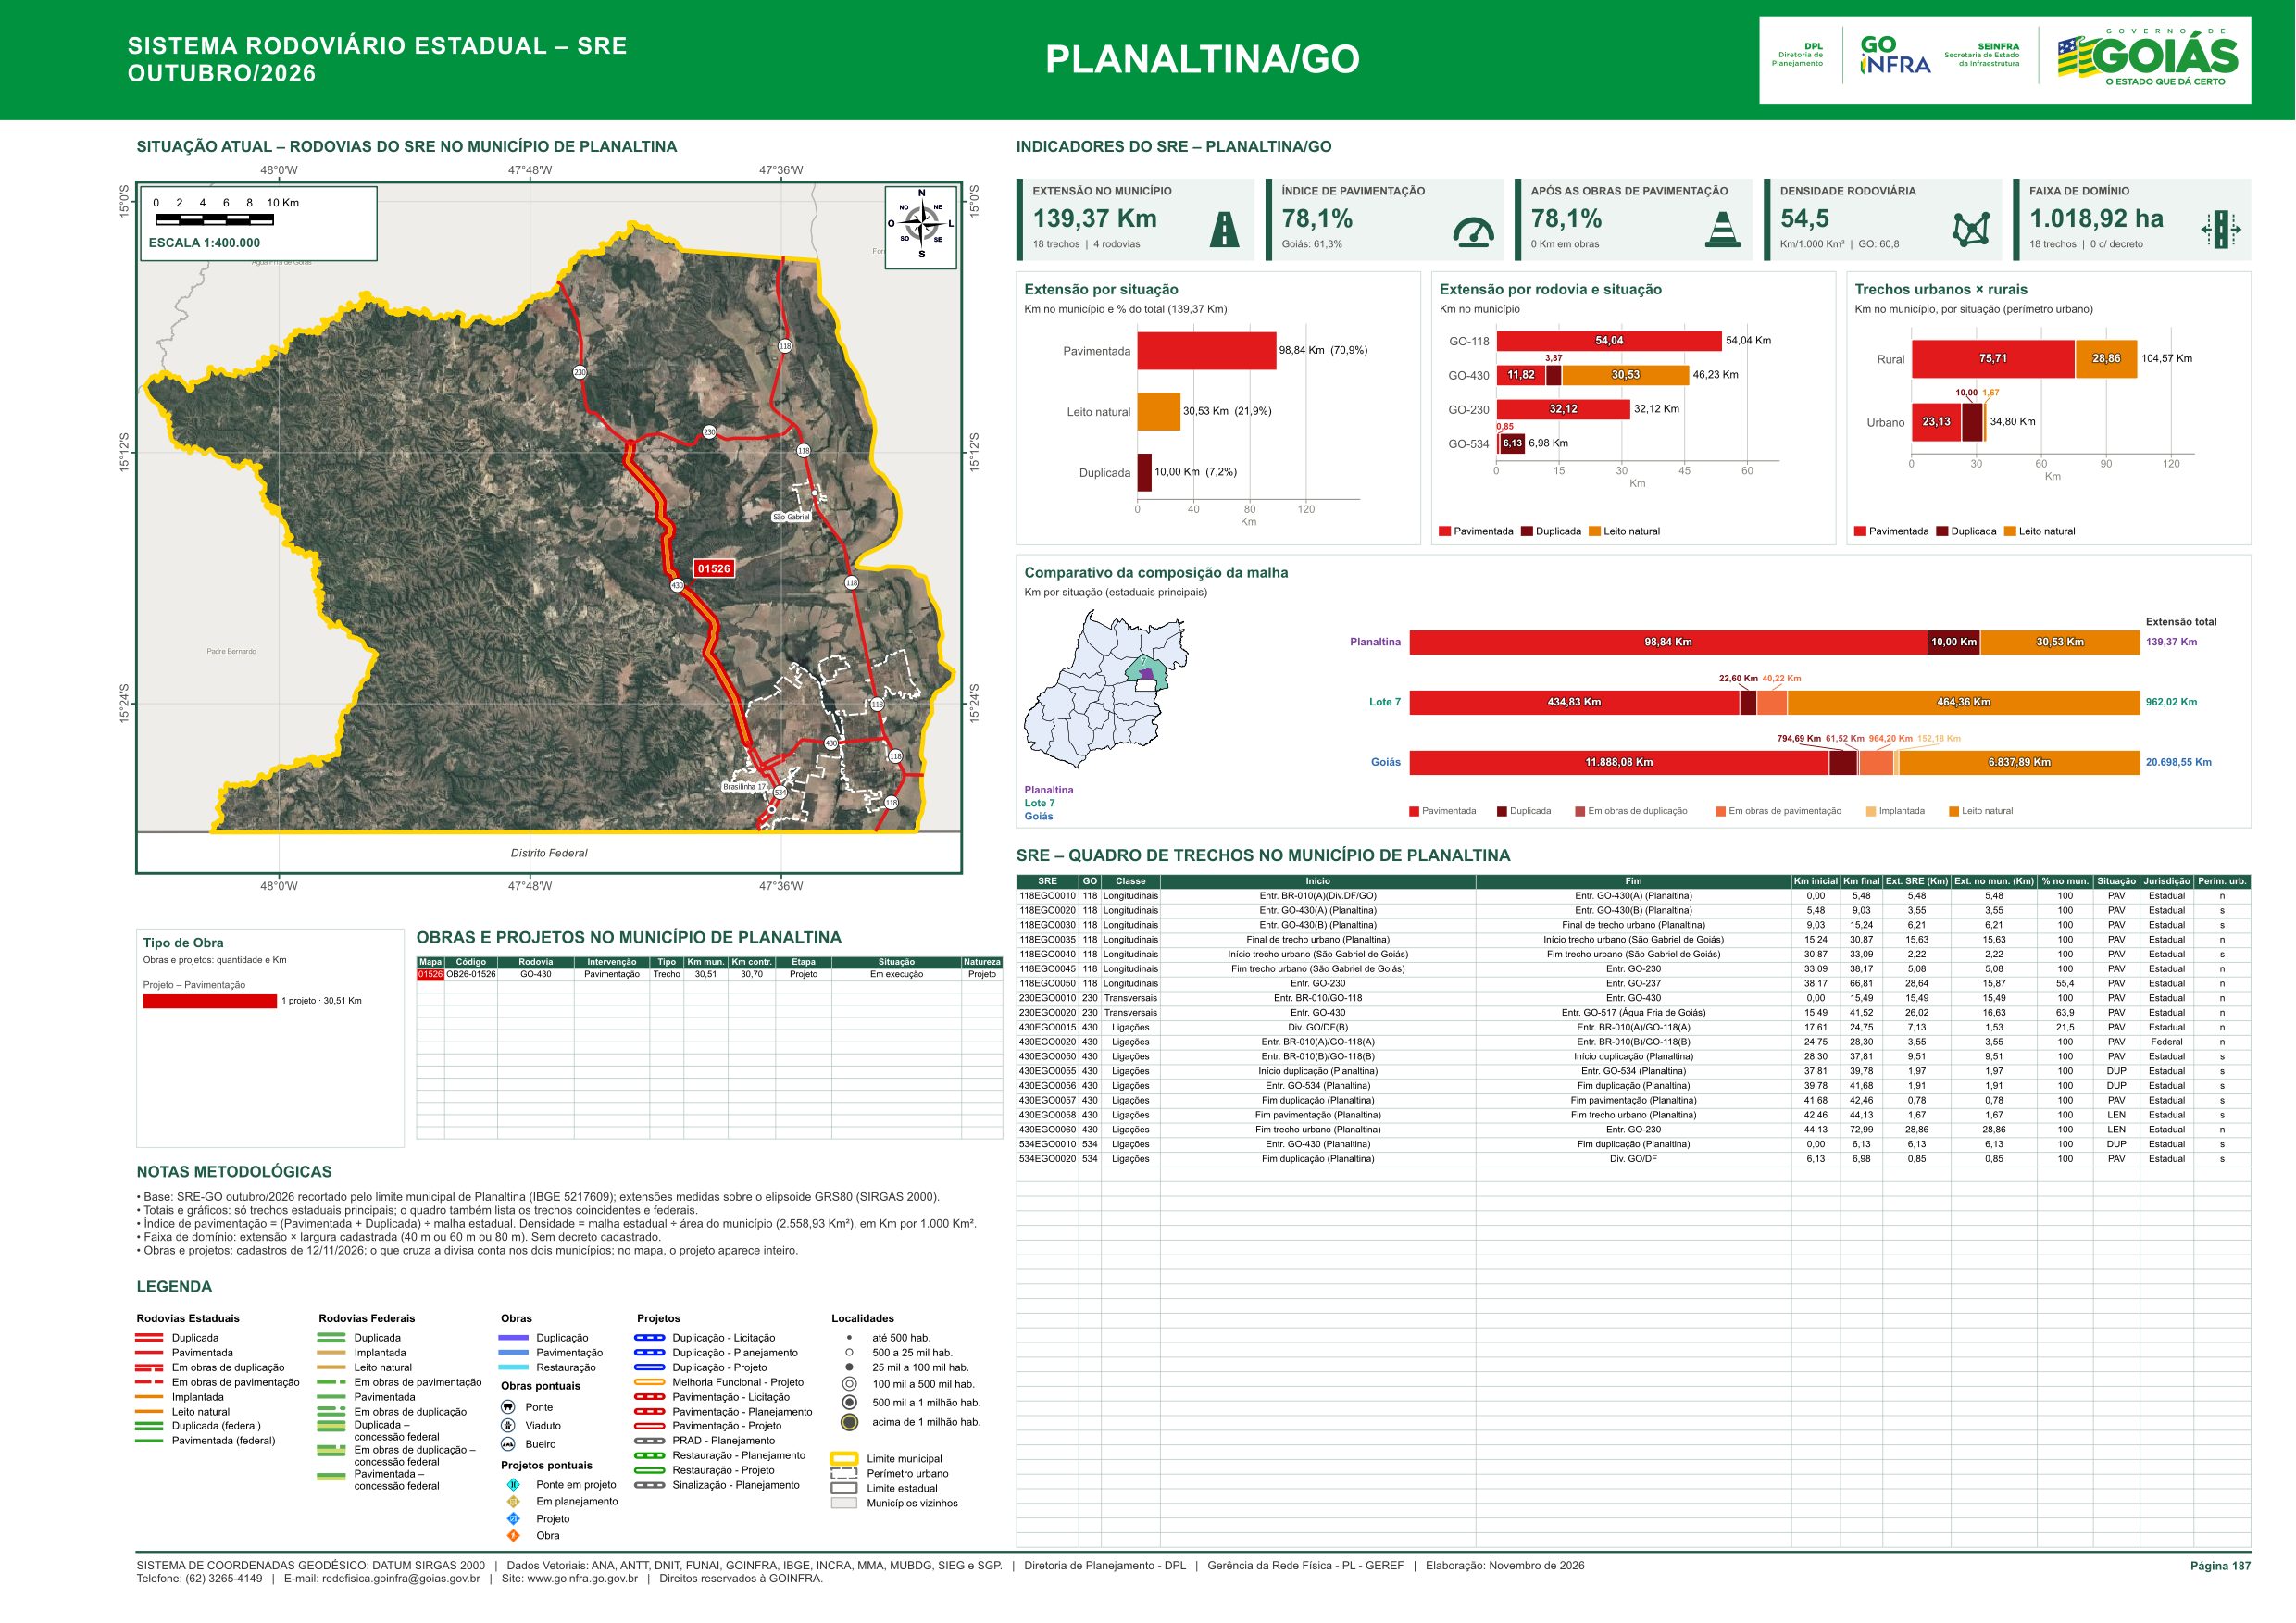 SISTEMA RODOVIÁRIO ESTADUAL – SRE
OUTUBRO/2026
PLANALTINA/GO
DPL
Diretoria de
Planejamento
GO
iNFRA
SEINFRA
Secretaria de Estado
da Infraestrutura
GOVERNO DE
GOIÁS
O ESTADO QUE DÁ CERTO
SITUAÇÃO ATUAL – RODOVIAS DO SRE NO MUNICÍPIO DE PLANALTINA
48°0'W 47°48'W 47°36'W
15°0'S 15°0'S
0 2 4 6 8 10 Km
ESCALA 1:400.000
N
NO NE
O L
SO SE
S
Água Fria de Goiás
118
230
230
118
15°12'S 15°12'S
São Gabriel
01526
430
118
Padre Bernardo
15°24'S 15°24'S
118
430
118
Brasilinha 17
534
118
Distrito Federal
48°0'W 47°48'W 47°36'W
INDICADORES DO SRE – PLANALTINA/GO
EXTENSÃO NO MUNICÍPIO
139,37 Km
18 trechos | 4 rodovias
ÍNDICE DE PAVIMENTAÇÃO
78,1%
Goiás: 61,3%
APÓS AS OBRAS DE PAVIMENTAÇÃO
78,1%
0 Km em obras
DENSIDADE RODOVIÁRIA
54,5
Km/1.000 Km² | GO: 60,8
FAIXA DE DOMÍNIO
1.018,92 ha
18 trechos | 0 c/ decreto
Extensão por situação
Km no município e % do total (139,37 Km)
Pavimentada 98,84 Km (70,9%)
Leito natural 30,53 Km (21,9%)
Duplicada 10,00 Km (7,2%)
0 40 80 120
Km
Extensão por rodovia e situação
Km no município
GO-118 54,04 54,04 Km
3,87
GO-430 11,82 30,53 46,23 Km
GO-230 32,12 32,12 Km
0,85
GO-534 6,13 6,98 Km
0 15 30 45 60
Km
Pavimentada Duplicada Leito natural
Trechos urbanos × rurais
Km no município, por situação (perímetro urbano)
Rural 75,71 28,86 104,57 Km
10,00 1,67
Urbano 23,13 34,80 Km
0 30 60 90 120
Km
Pavimentada Duplicada Leito natural
Comparativo da composição da malha
Km por situação (estaduais principais)
7
Planaltina
Lote 7
Goiás
Extensão total
Planaltina 98,84 Km 10,00 Km 30,53 Km 139,37 Km
22,60 Km 40,22 Km
Lote 7 434,83 Km 464,36 Km 962,02 Km
794,69 Km 61,52 Km 964,20 Km 152,18 Km
Goiás 11.888,08 Km 6.837,89 Km 20.698,55 Km
Pavimentada Duplicada Em obras de duplicação Em obras de pavimentação Implantada Leito natural
SRE – QUADRO DE TRECHOS NO MUNICÍPIO DE PLANALTINA
SRE GO Classe Início Fim Km inicial Km final Ext. SRE (Km) Ext. no mun. (Km) % no mun. Situação Jurisdição Perím. urb.
118EGO0010 118 Longitudinais Entr. BR-010(A)(Div.DF/GO) Entr. GO-430(A) (Planaltina) 0,00 5,48 5,48 5,48 100 PAV Estadual n
118EGO0020 118 Longitudinais Entr. GO-430(A) (Planaltina) Entr. GO-430(B) (Planaltina) 5,48 9,03 3,55 3,55 100 PAV Estadual s
118EGO0030 118 Longitudinais Entr. GO-430(B) (Planaltina) Final de trecho urbano (Planaltina) 9,03 15,24 6,21 6,21 100 PAV Estadual s
118EGO0035 118 Longitudinais Final de trecho urbano (Planaltina) Início trecho urbano (São Gabriel de Goiás) 15,24 30,87 15,63 15,63 100 PAV Estadual n
118EGO0040 118 Longitudinais Início trecho urbano (São Gabriel de Goiás) Fim trecho urbano (São Gabriel de Goiás) 30,87 33,09 2,22 2,22 100 PAV Estadual s
118EGO0045 118 Longitudinais Fim trecho urbano (São Gabriel de Goiás) Entr. GO-230 33,09 38,17 5,08 5,08 100 PAV Estadual n
118EGO0050 118 Longitudinais Entr. GO-230 Entr. GO-237 38,17 66,81 28,64 15,87 55,4 PAV Estadual n
230EGO0010 230 Transversais Entr. BR-010/GO-118 Entr. GO-430 0,00 15,49 15,49 15,49 100 PAV Estadual n
230EGO0020 230 Transversais Entr. GO-430 Entr. GO-517 (Água Fria de Goiás) 15,49 41,52 26,02 16,63 63,9 PAV Estadual n
430EGO0015 430 Ligações Div. GO/DF(B) Entr. BR-010(A)/GO-118(A) 17,61 24,75 7,13 1,53 21,5 PAV Estadual n
430EGO0020 430 Ligações Entr. BR-010(A)/GO-118(A) Entr. BR-010(B)/GO-118(B) 24,75 28,30 3,55 3,55 100 PAV Federal n
430EGO0050 430 Ligações Entr. BR-010(B)/GO-118(B) Início duplicação (Planaltina) 28,30 37,81 9,51 9,51 100 PAV Estadual s
430EGO0055 430 Ligações Início duplicação (Planaltina) Entr. GO-534 (Planaltina) 37,81 39,78 1,97 1,97 100 DUP Estadual s
430EGO0056 430 Ligações Entr. GO-534 (Planaltina) Fim duplicação (Planaltina) 39,78 41,68 1,91 1,91 100 DUP Estadual s
430EGO0057 430 Ligações Fim duplicação (Planaltina) Fim pavimentação (Planaltina) 41,68 42,46 0,78 0,78 100 PAV Estadual s
430EGO0058 430 Ligações Fim pavimentação (Planaltina) Fim trecho urbano (Planaltina) 42,46 44,13 1,67 1,67 100 LEN Estadual s
430EGO0060 430 Ligações Fim trecho urbano (Planaltina) Entr. GO-230 44,13 72,99 28,86 28,86 100 LEN Estadual n
534EGO0010 534 Ligações Entr. GO-430 (Planaltina) Fim duplicação (Planaltina) 0,00 6,13 6,13 6,13 100 DUP Estadual s
534EGO0020 534 Ligações Fim duplicação (Planaltina) Div. GO/DF 6,13 6,98 0,85 0,85 100 PAV Estadual s
Tipo de Obra
Obras e projetos: quantidade e Km
Projeto – Pavimentação
1 projeto · 30,51 Km
OBRAS E PROJETOS NO MUNICÍPIO DE PLANALTINA
Mapa Código Rodovia Intervenção Tipo Km mun. Km contr. Etapa Situação Natureza
01526 OB26-01526 GO-430 Pavimentação Trecho 30,51 30,70 Projeto Em execução Projeto
NOTAS METODOLÓGICAS
• Base: SRE-GO outubro/2026 recortado pelo limite municipal de Planaltina (IBGE 5217609); extensões medidas sobre o elipsoide GRS80 (SIRGAS 2000).
• Totais e gráficos: só trechos estaduais principais; o quadro também lista os trechos coincidentes e federais.
• Índice de pavimentação = (Pavimentada + Duplicada) ÷ malha estadual. Densidade = malha estadual ÷ área do município (2.558,93 Km²), em Km por 1.000 Km².
• Faixa de domínio: extensão × largura cadastrada (40 m ou 60 m ou 80 m). Sem decreto cadastrado.
• Obras e projetos: cadastros de 12/11/2026; o que cruza a divisa conta nos dois municípios; no mapa, o projeto aparece inteiro.
LEGENDA
Rodovias Estaduais
Duplicada
Pavimentada
Em obras de duplicação
Em obras de pavimentação
Implantada
Leito natural
Duplicada (federal)
Pavimentada (federal)
Rodovias Federais
Duplicada
Implantada
Leito natural
Em obras de pavimentação
Pavimentada
Em obras de duplicação
Duplicada –
concessão federal
Em obras de duplicação –
concessão federal
Pavimentada –
concessão federal
Obras
Duplicação
Pavimentação
Restauração
Obras pontuais
Ponte
Viaduto
Bueiro
Projetos pontuais
Ponte em projeto
Em planejamento
Projeto
Obra
Projetos
Duplicação - Licitação
Duplicação - Planejamento
Duplicação - Projeto
Melhoria Funcional - Projeto
Pavimentação - Licitação
Pavimentação - Planejamento
Pavimentação - Projeto
PRAD - Planejamento
Restauração - Planejamento
Restauração - Projeto
Sinalização - Planejamento
Localidades
até 500 hab.
500 a 25 mil hab.
25 mil a 100 mil hab.
100 mil a 500 mil hab.
500 mil a 1 milhão hab.
acima de 1 milhão hab.
Limite municipal
Perímetro urbano
Limite estadual
Municípios vizinhos
SISTEMA DE COORDENADAS GEODÉSICO: DATUM SIRGAS 2000 | Dados Vetoriais: ANA, ANTT, DNIT, FUNAI, GOINFRA, IBGE, INCRA, MMA, MUBDG, SIEG e SGP. | Diretoria de Planejamento - DPL | Gerência da Rede Física - PL - GEREF | Elaboração: Novembro de 2026
Página 187
Telefone: (62) 3265-4149 | E-mail: redefisica.goinfra@goias.gov.br | Site: www.goinfra.go.gov.br | Direitos reservados à GOINFRA.